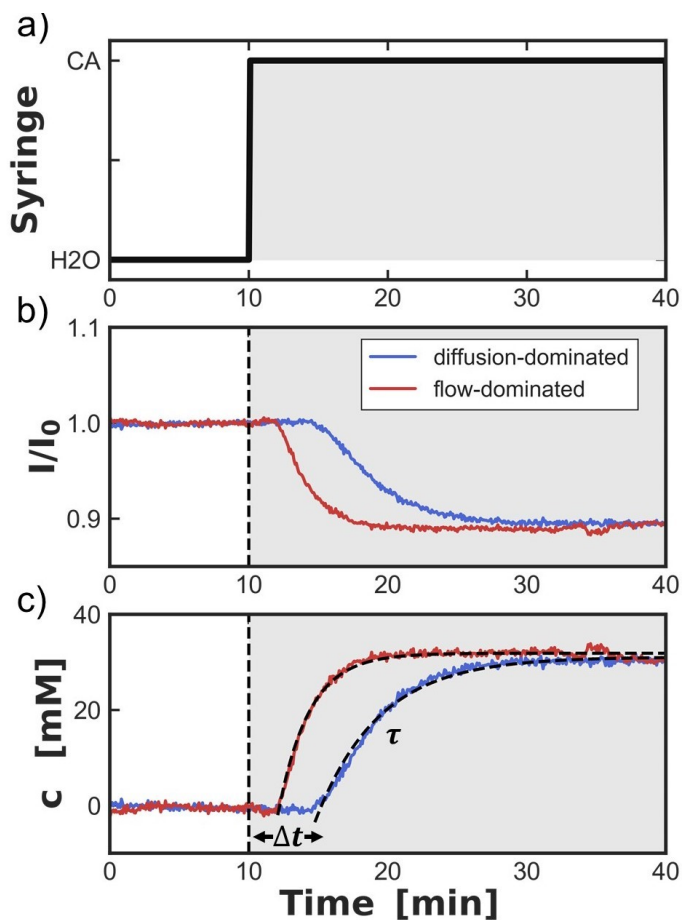 a)
Syringe
CA
H2O
0 10 20 30 40
b)
I/I0
1.1
1.0
0.9
diffusion-dominated
flow-dominated
0 10 20 30 40
c)
c [mM]
40
20
0
τ
Δt
0 10 20 30 40
Time [min]